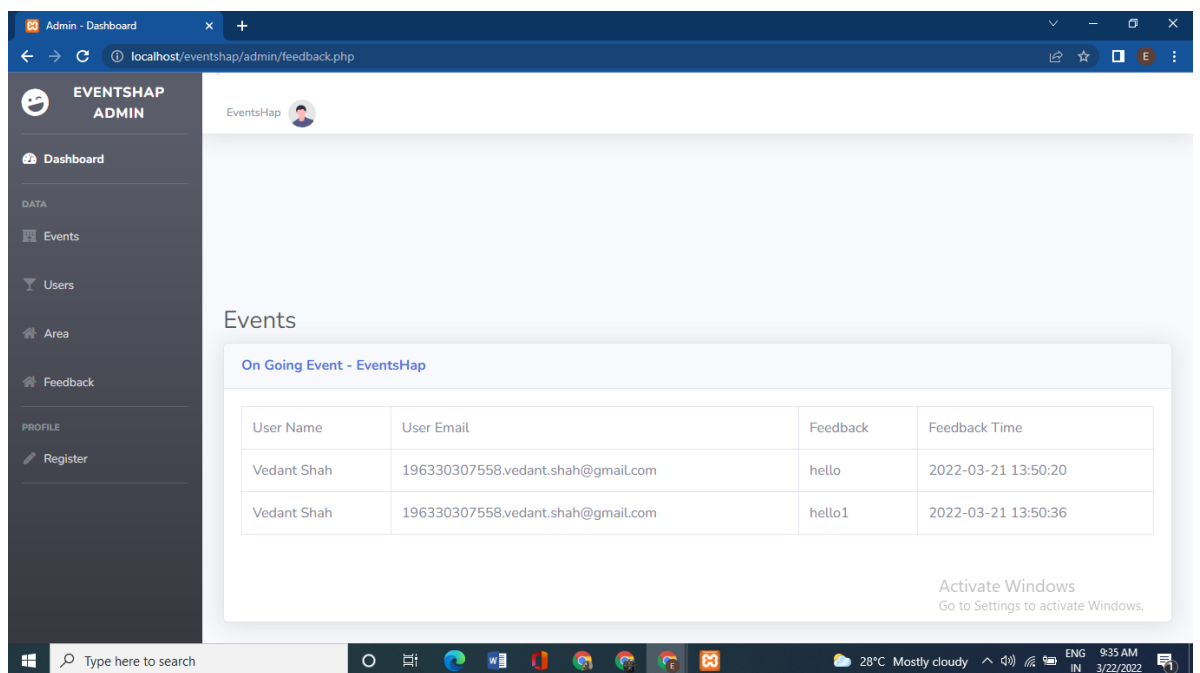 Admin - Dashboard
localhost/eventshap/admin/feedback.php
E
EVENTSHAP
ADMIN
EventsHap
Dashboard
DATA
Events
Users
Area
Feedback
PROFILE
Register
Events
On Going Event - EventsHap
User Name User Email Feedback Feedback Time
Vedant Shah 196330307558.vedant.shah@gmail.com hello 2022-03-21 13:50:20
Vedant Shah 196330307558.vedant.shah@gmail.com hello1 2022-03-21 13:50:36
Activate Windows
Go to Settings to activate Windows.
Type here to search
28°C Mostly cloudy
ENG
IN
9:35 AM
3/22/2022
1